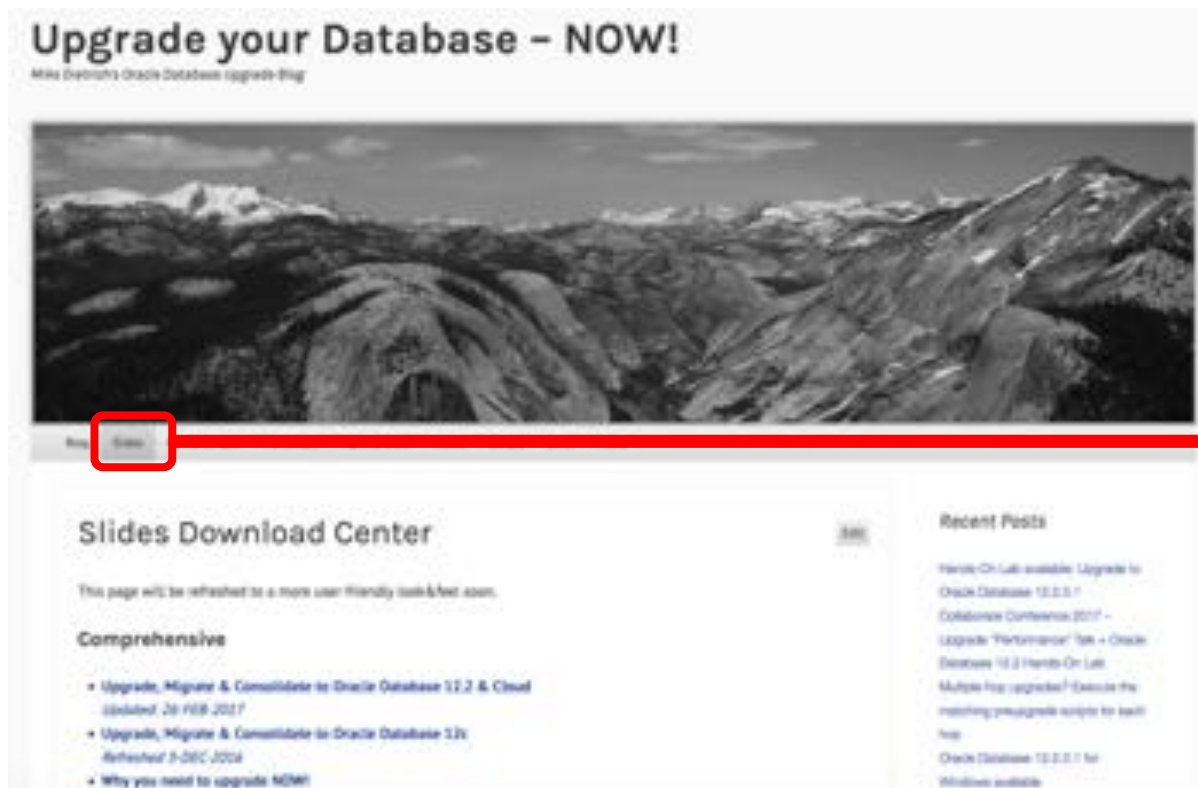 Upgrade your Database – NOW!
Mike Dietrich's Oracle Database Upgrade Blog
Blog Slides
Slides Download Center
Edit
This page will be refreshed to a more user friendly look&feel soon.
Comprehensive
• Upgrade, Migrate & Consolidate to Oracle Database 12.2 & Cloud
Updated: 26-FEB-2017
• Upgrade, Migrate & Consolidate to Oracle Database 12c
Refreshed 5-DEC-2016
• Why you need to upgrade NOW!
Recent Posts
Hands-On Lab available: Upgrade to
Oracle Database 12.2.0.1
Collaborate Conference 2017 –
Upgrade "Performance" Talk + Oracle
Database 12.2 Hands-On Lab
Multiple hop upgrades? Execute the
matching preupgrade scripts for each
hop
Oracle Database 12.2.0.1 for
Windows available